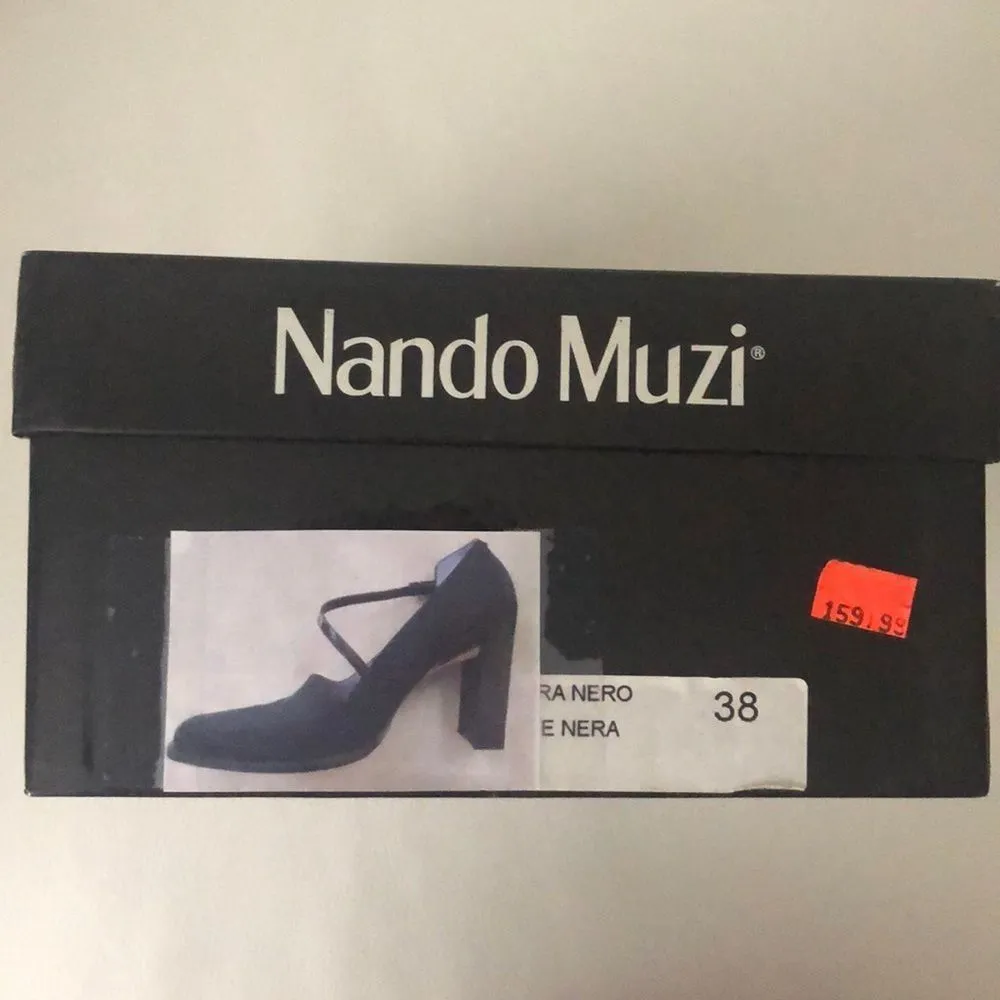 Nando Muzi®
159.99
RA NERO 38
E NERA